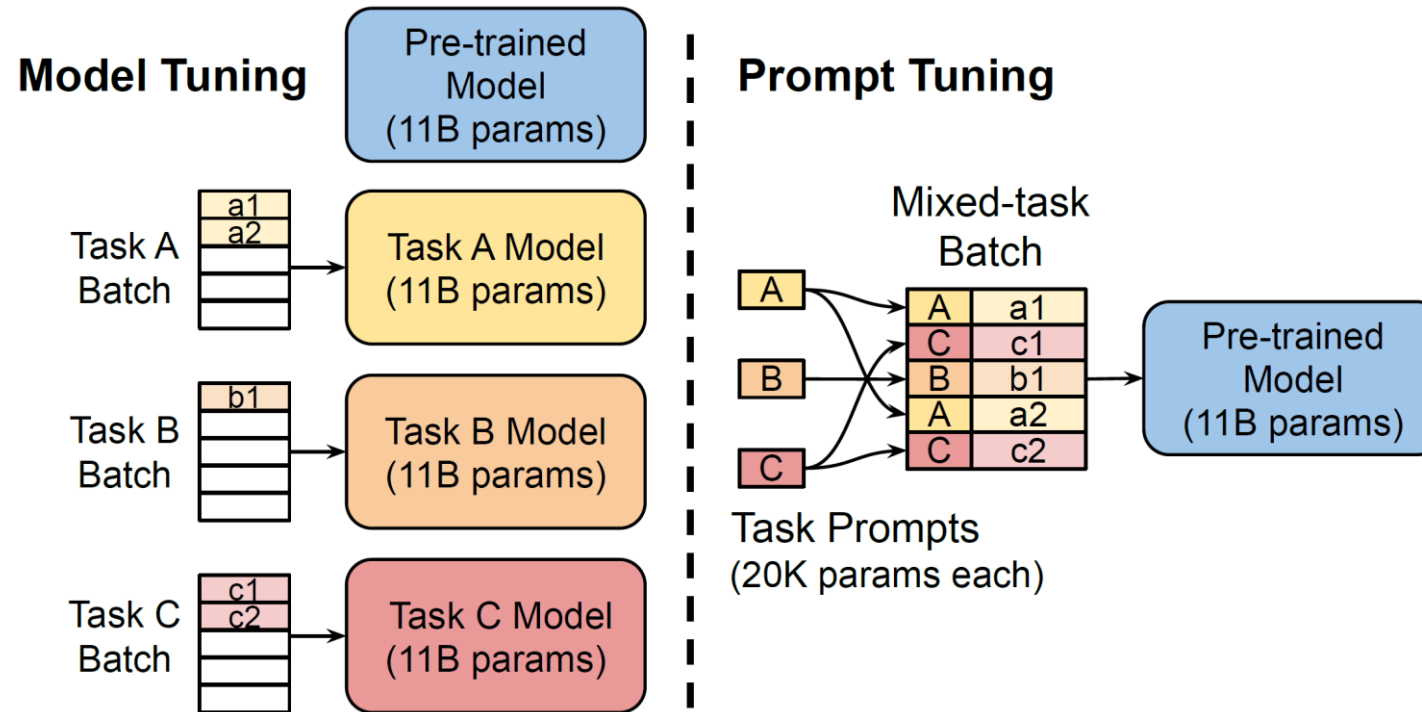 Model Tuning
Pre-trained
Model
(11B params)
a1
a2
Task A
Batch
Task A Model
(11B params)
b1
Task B
Batch
Task B Model
(11B params)
c1
c2
Task C
Batch
Task C Model
(11B params)
Prompt Tuning
Mixed-task
Batch
A
B
C
A a1
C c1
B b1
A a2
C c2
Task Prompts
(20K params each)
Pre-trained
Model
(11B params)